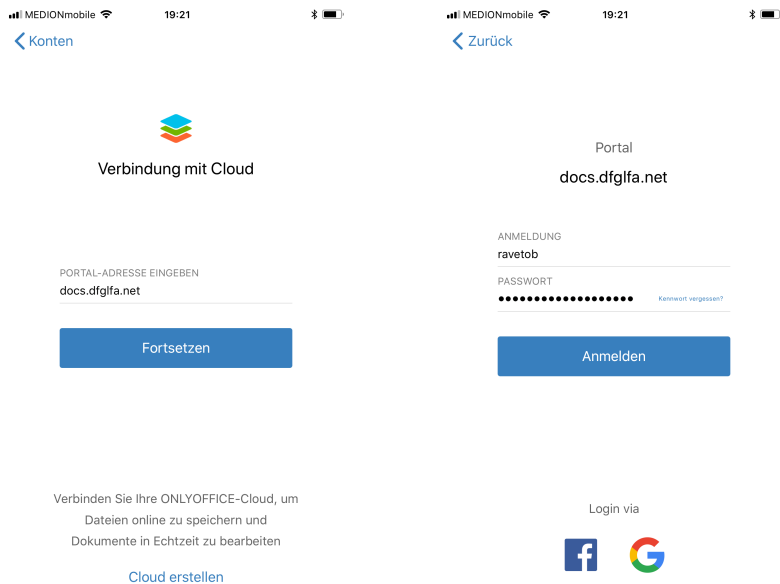 MEDIONmobile 19:21
Konten
Verbindung mit Cloud
PORTAL-ADRESSE EINGEBEN
docs.dfglfa.net
Fortsetzen
Verbinden Sie Ihre ONLYOFFICE-Cloud, um
Dateien online zu speichern und
Dokumente in Echtzeit zu bearbeiten
Cloud erstellen
MEDIONmobile 19:21
Zurück
Portal
docs.dfglfa.net
ANMELDUNG
ravetob
PASSWORT
●●●●●●●●●●●●●●●●●●● Kennwort vergessen?
Anmelden
Login via